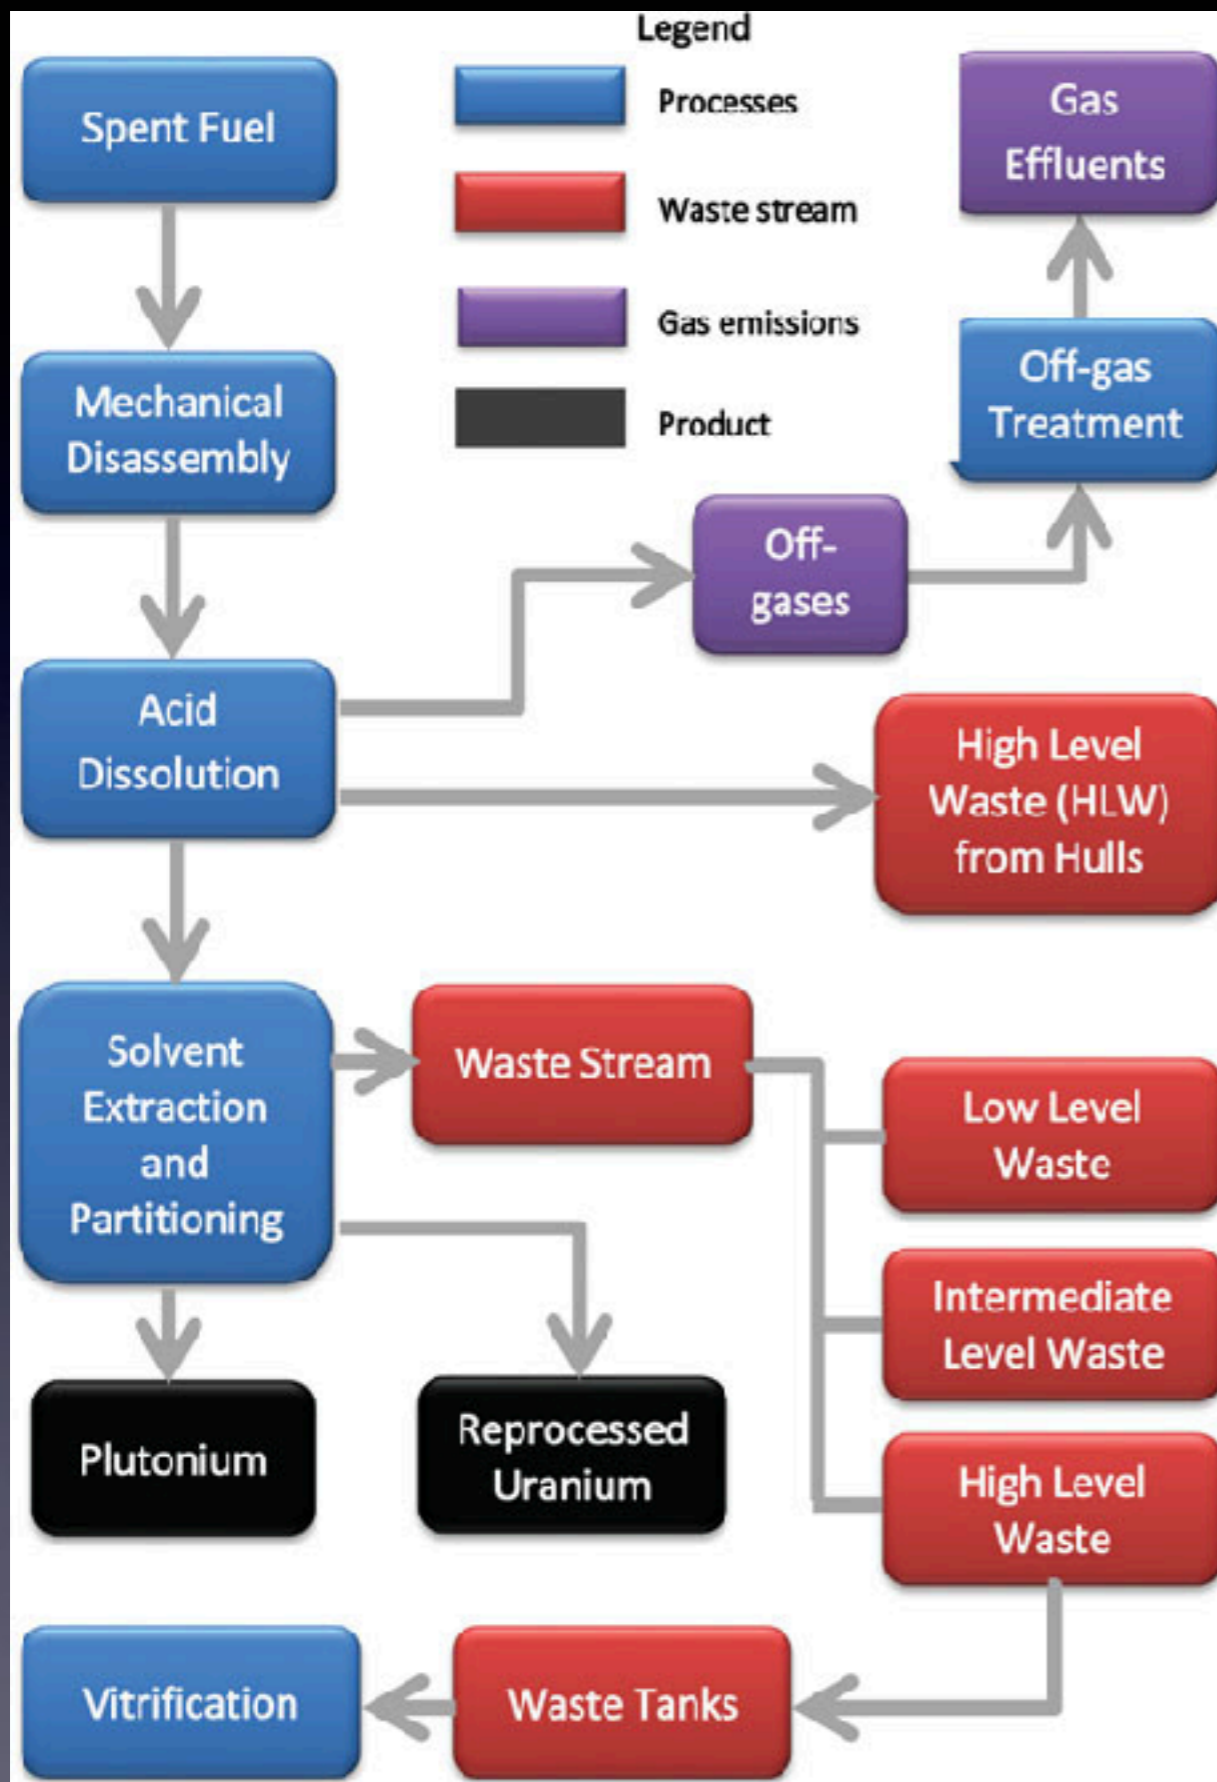 Legend
Processes
Waste stream
Gas emissions
Product
Spent Fuel
Mechanical
Disassembly
Acid
Dissolution
Off-
gases
Off-gas
Treatment
Gas
Effluents
High Level
Waste (HLW)
from Hulls
Solvent
Extraction
and
Partitioning
Waste Stream
Low Level
Waste
Intermediate
Level Waste
High Level
Waste
Plutonium
Reprocessed
Uranium
Waste Tanks
Vitrification